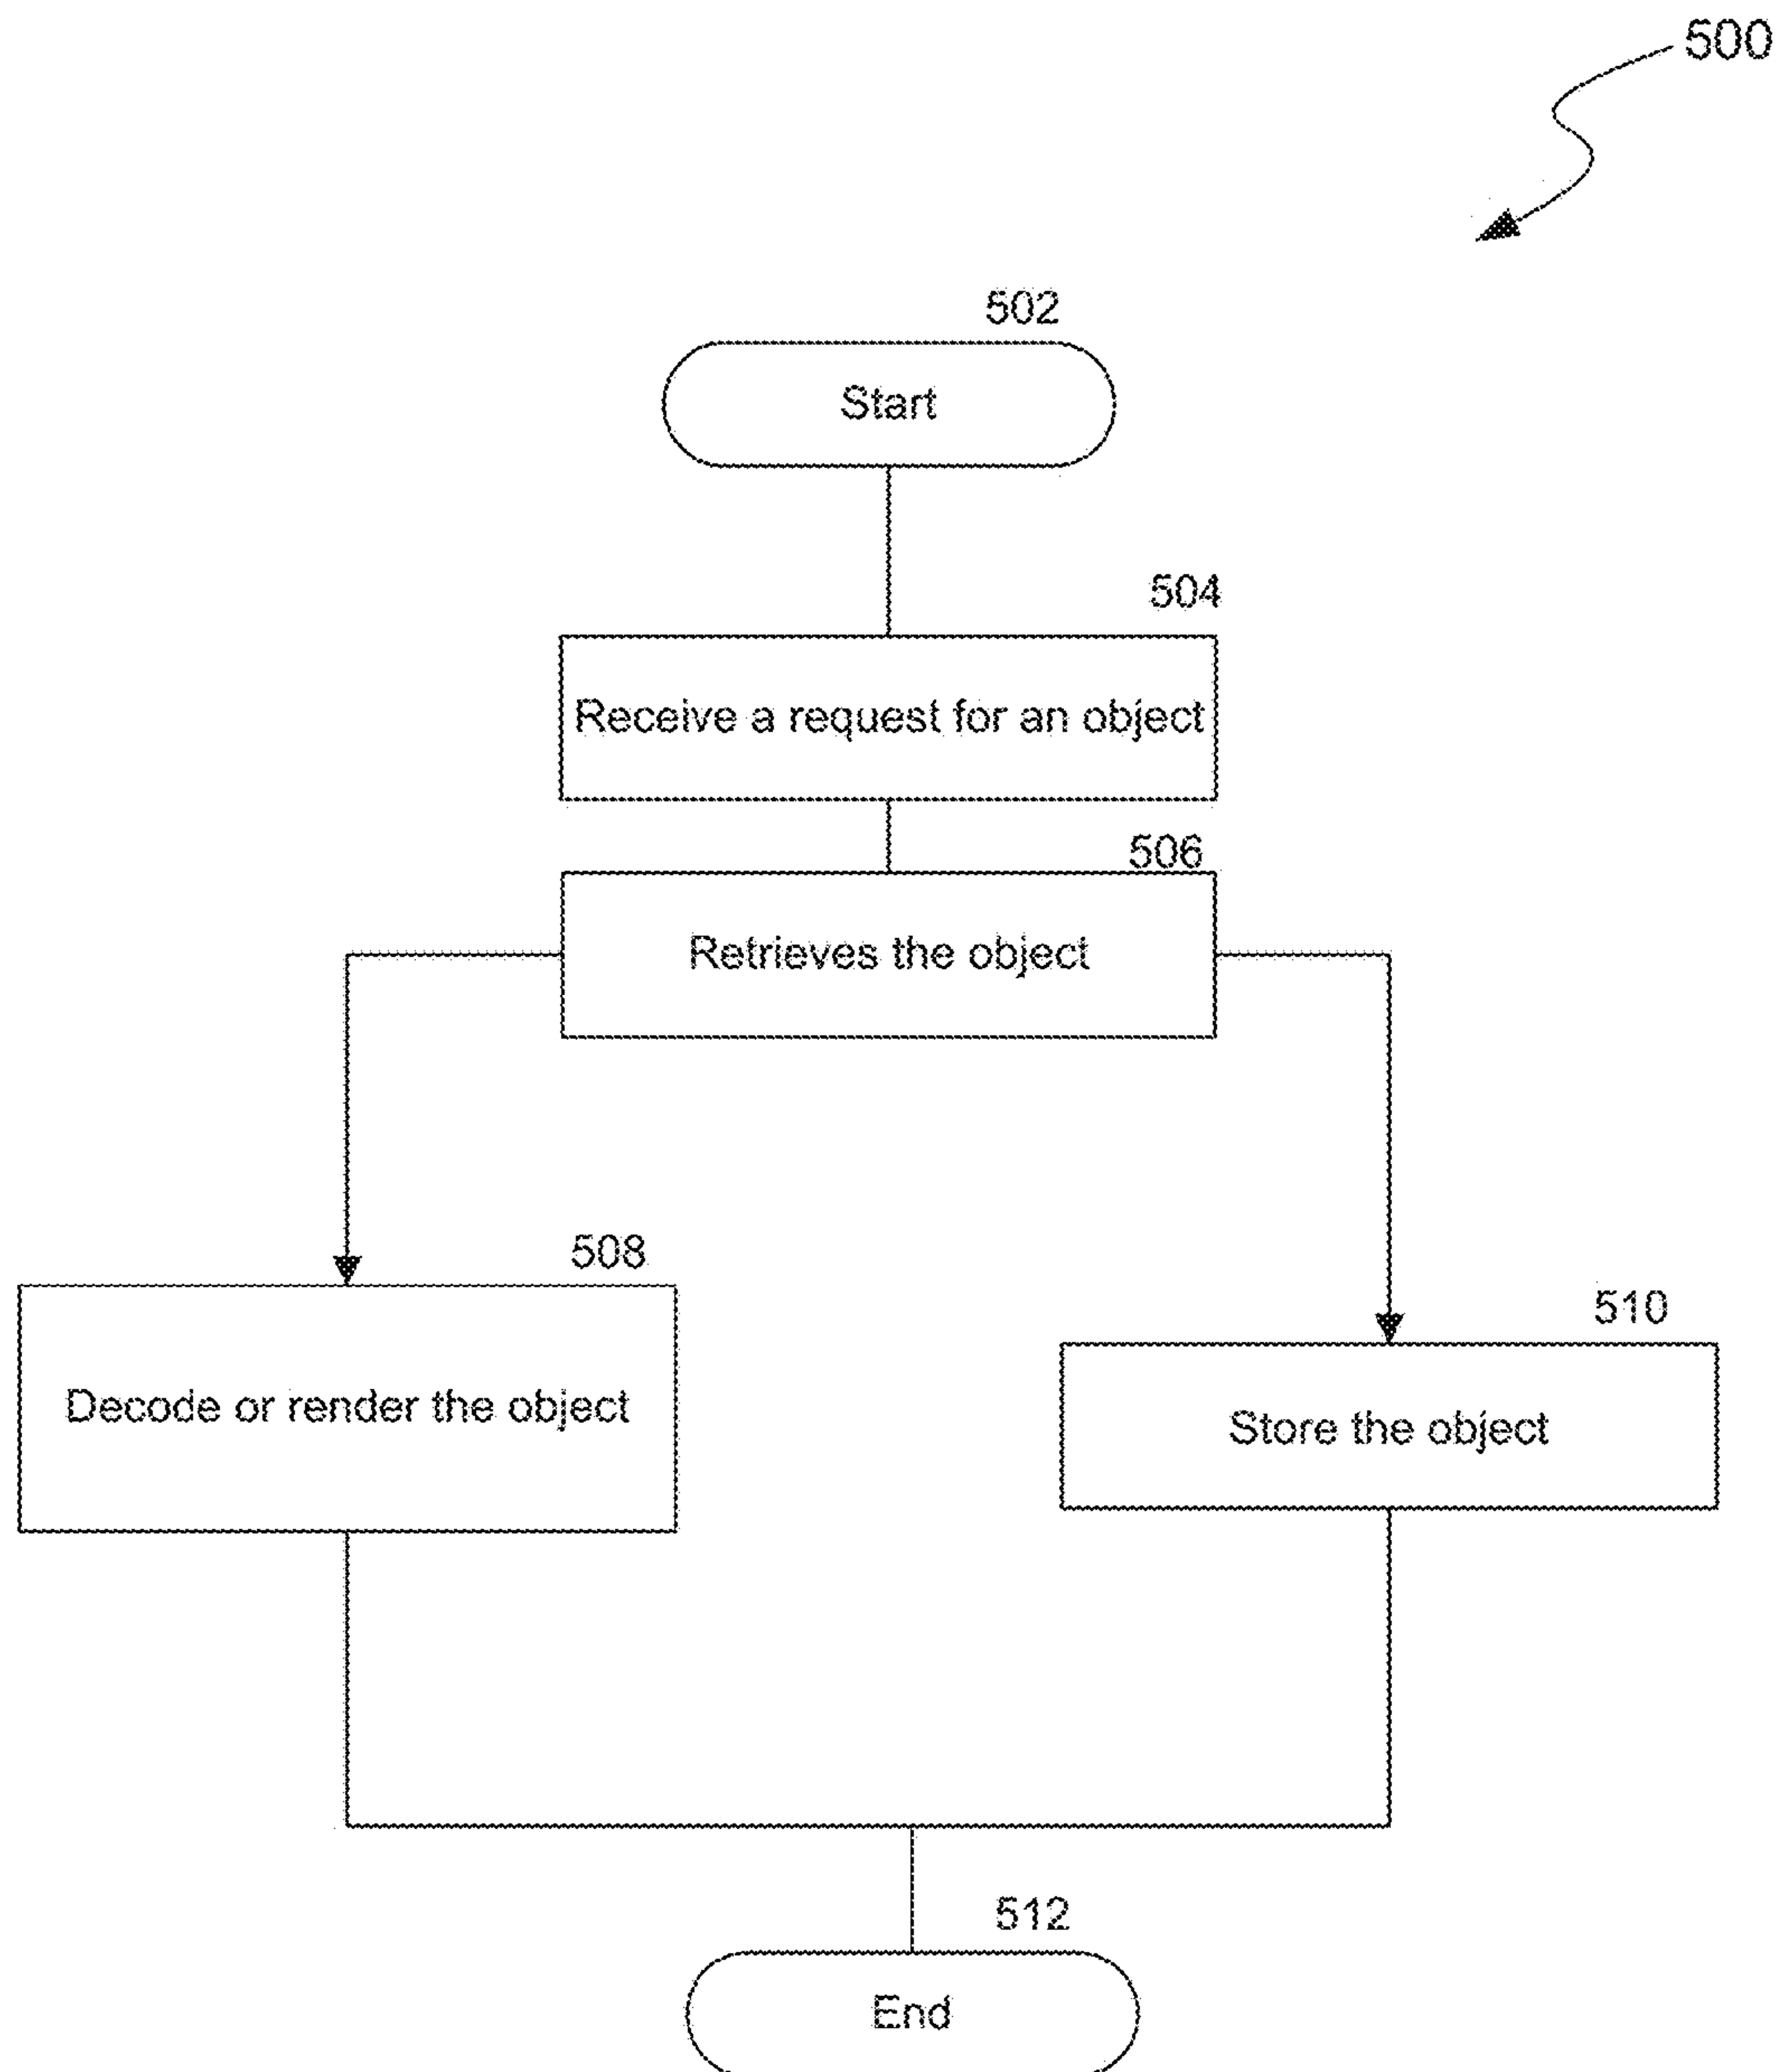 500
502
Start
504
Receive a request for an object
506
Retrieves the object
508
Decode or render the object
510
Store the object
512
End